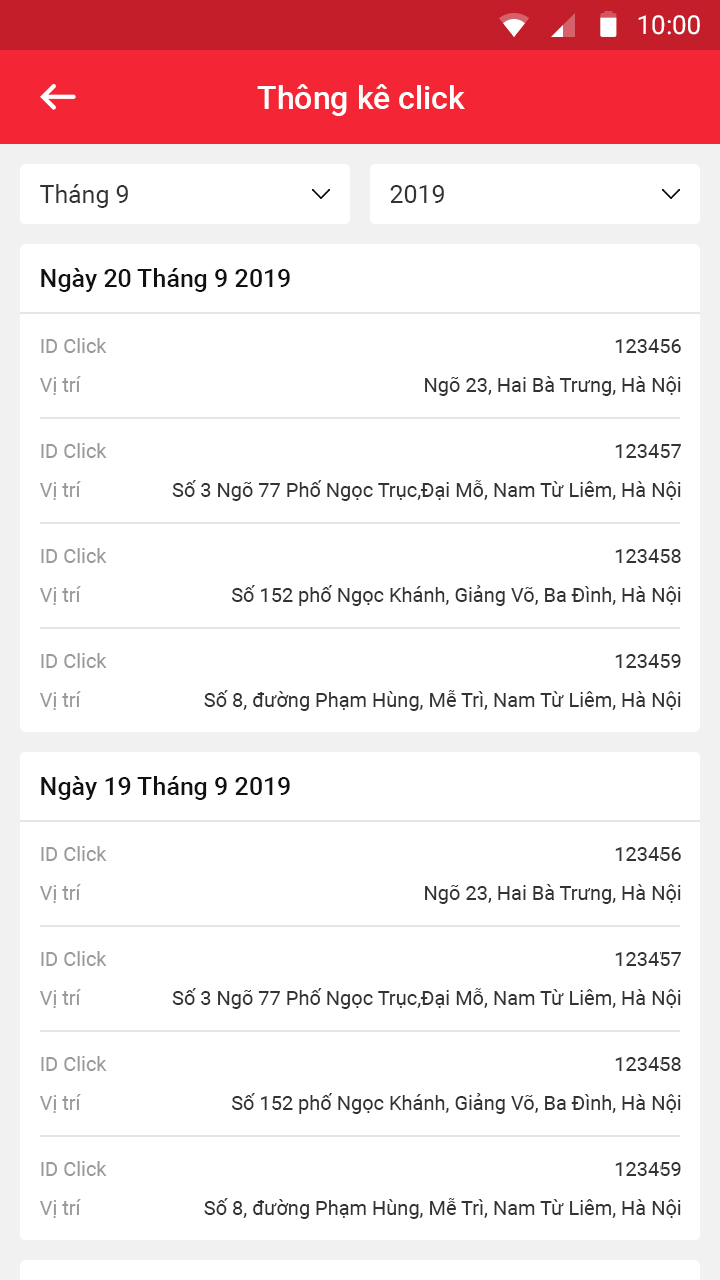 10:00
Thông kê click
Tháng 9 2019
Ngày 20 Tháng 9 2019
ID Click 123456
Vị trí Ngõ 23, Hai Bà Trưng, Hà Nội
ID Click 123457
Vị trí Số 3 Ngõ 77 Phố Ngọc Trục,Đại Mỗ, Nam Từ Liêm, Hà Nội
ID Click 123458
Vị trí Số 152 phố Ngọc Khánh, Giảng Võ, Ba Đình, Hà Nội
ID Click 123459
Vị trí Số 8, đường Phạm Hùng, Mễ Trì, Nam Từ Liêm, Hà Nội
Ngày 19 Tháng 9 2019
ID Click 123456
Vị trí Ngõ 23, Hai Bà Trưng, Hà Nội
ID Click 123457
Vị trí Số 3 Ngõ 77 Phố Ngọc Trục,Đại Mỗ, Nam Từ Liêm, Hà Nội
ID Click 123458
Vị trí Số 152 phố Ngọc Khánh, Giảng Võ, Ba Đình, Hà Nội
ID Click 123459
Vị trí Số 8, đường Phạm Hùng, Mễ Trì, Nam Từ Liêm, Hà Nội